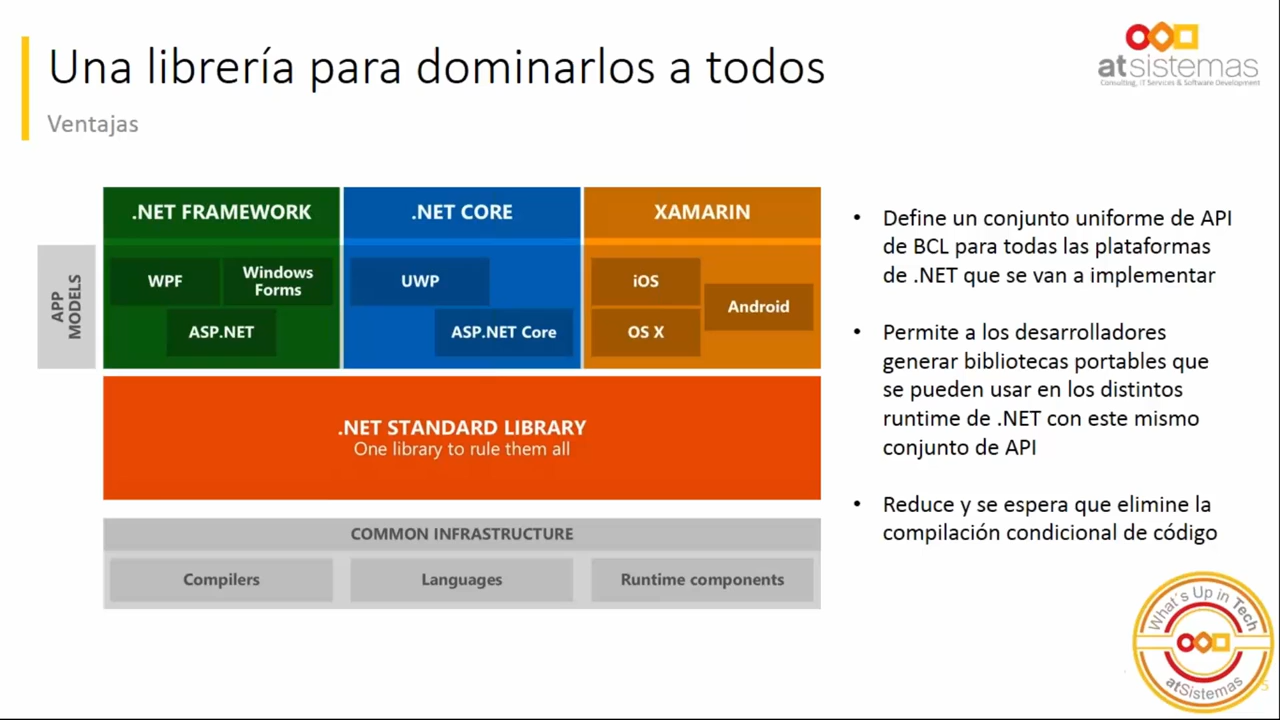 Una librería para dominarlos a todos
Ventajas
atsistemas
Consulting, IT Services & Software Development
.NET FRAMEWORK
.NET CORE
XAMARIN
APP
MODELS
WPF
Windows
Forms
ASP.NET
UWP
ASP.NET Core
iOS
Android
OS X
.NET STANDARD LIBRARY
One library to rule them all
COMMON INFRASTRUCTURE
Compilers
Languages
Runtime components
• Define un conjunto uniforme de API
de BCL para todas las plataformas
de .NET que se van a implementar
• Permite a los desarrolladores
generar bibliotecas portables que
se pueden usar en los distintos
runtime de .NET con este mismo
conjunto de API
• Reduce y se espera que elimine la
compilación condicional de código
What´s Up in Tech
atSistemas
5